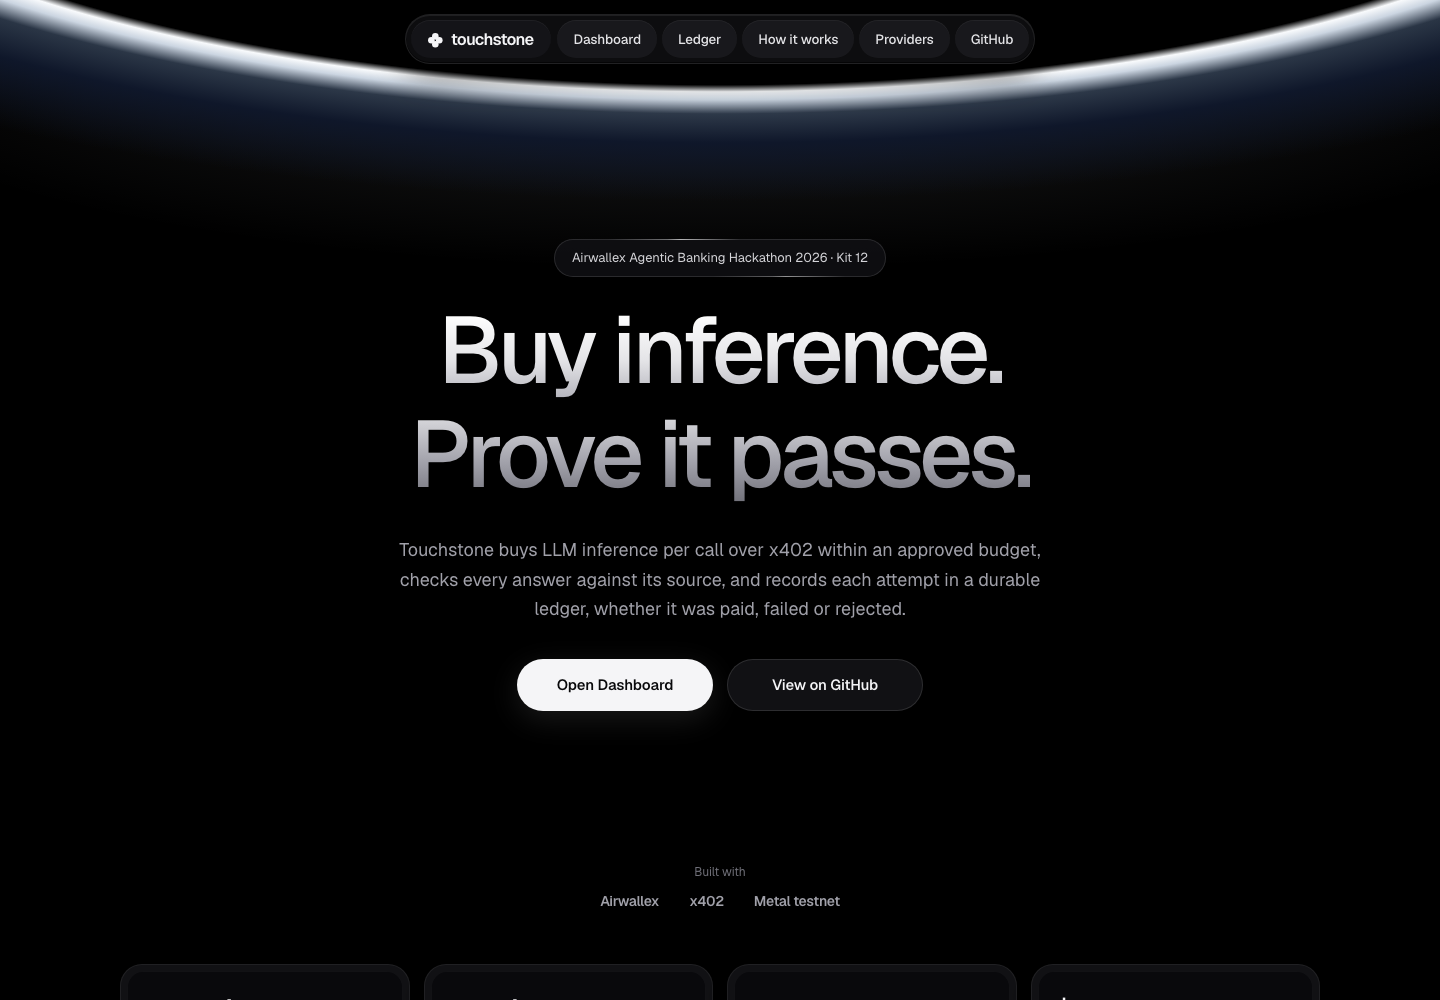 touchstone
Dashboard
Ledger
How it works
Providers
GitHub
Airwallex Agentic Banking Hackathon 2026 · Kit 12
Buy inference.
Prove it passes.
Touchstone buys LLM inference per call over x402 within an approved budget,
checks every answer against its source, and records each attempt in a durable
ledger, whether it was paid, failed or rejected.
Open Dashboard
View on GitHub
Built with
Airwallex
x402
Metal testnet